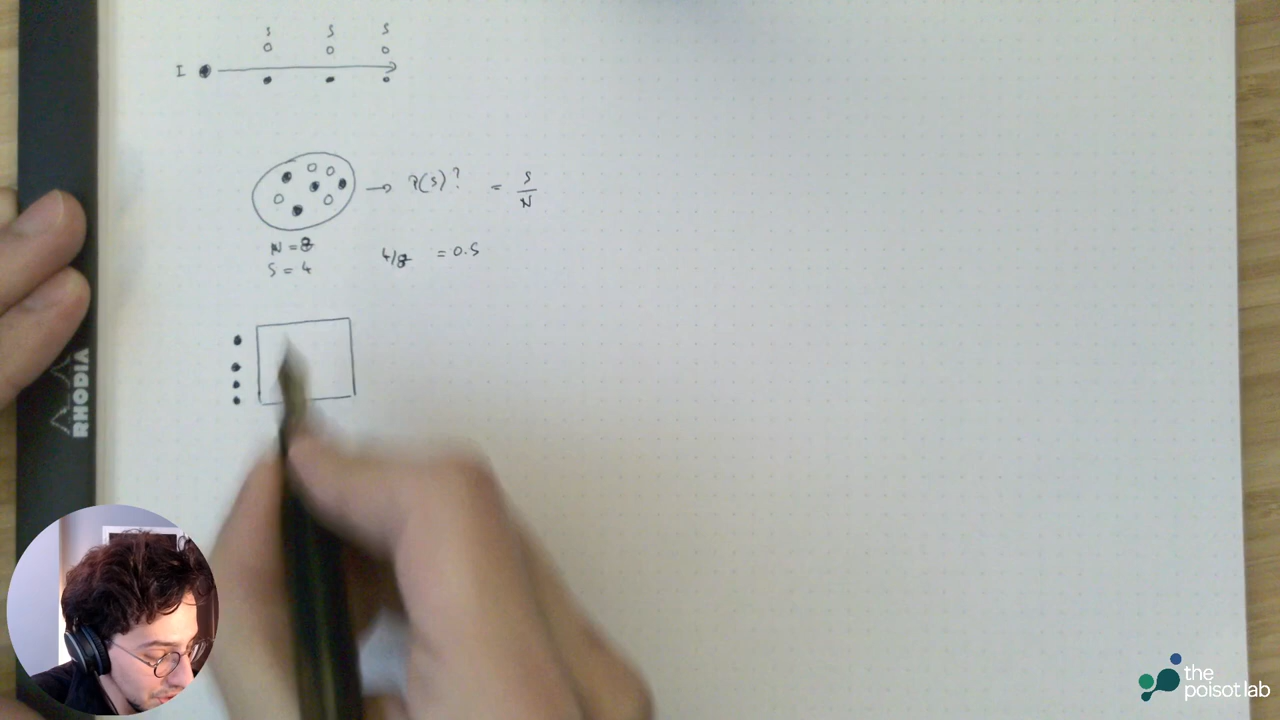 S S S
I
P(S)? = S/N
N = 8
S = 4
4/8 = 0.5
RHODIA
the
poisot lab